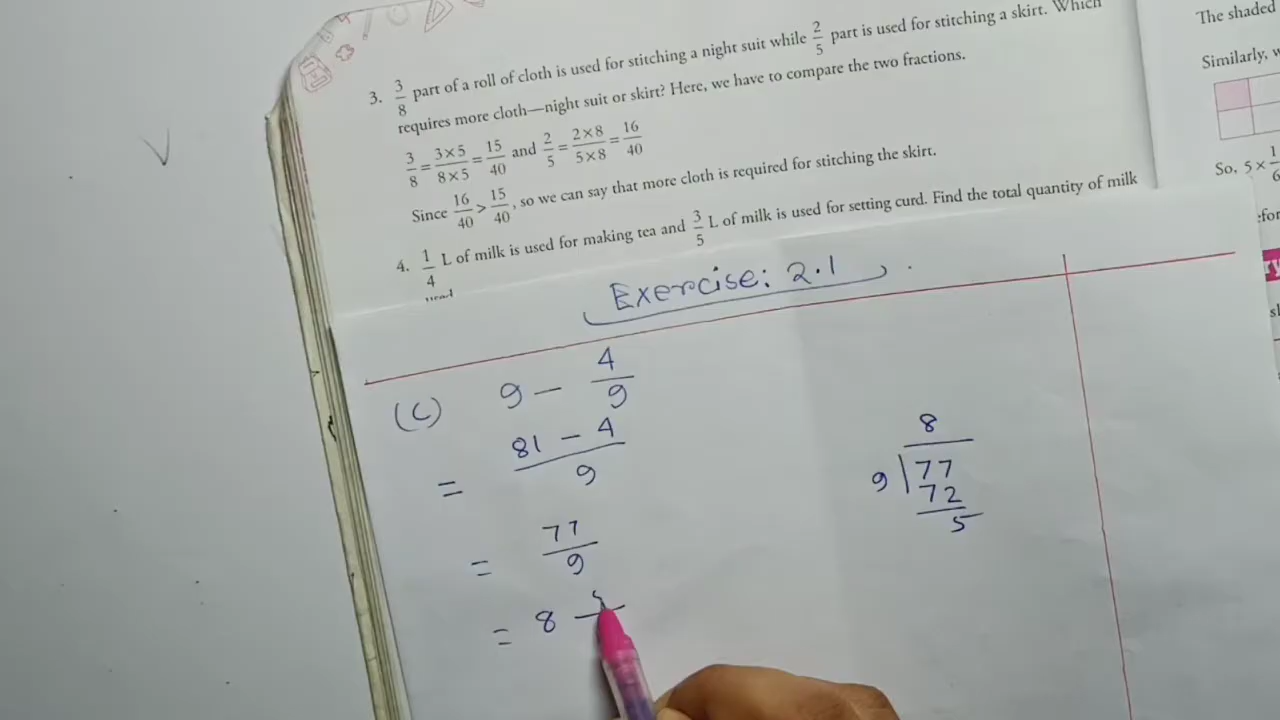 3. 3/8 part of a roll of cloth is used for stitching a night suit while 2/5 part is used for stitching a skirt. Which
requires more cloth—night suit or skirt? Here, we have to compare the two fractions.
3/8 = 3×5/8×5 = 15/40 and 2/5 = 2×8/5×8 = 16/40
Since 16/40 > 15/40, so we can say that more cloth is required for stitching the skirt.
4. 1/4 L of milk is used for making tea and 3/5 L of milk is used for setting curd. Find the total quantity of milk
The shaded
Similarly,
So, 5 × 1/6
Exercise: 2.1
(C) 9 - 4/9
= 81 - 4/9
= 77/9
= 8
8
9 77
72
5